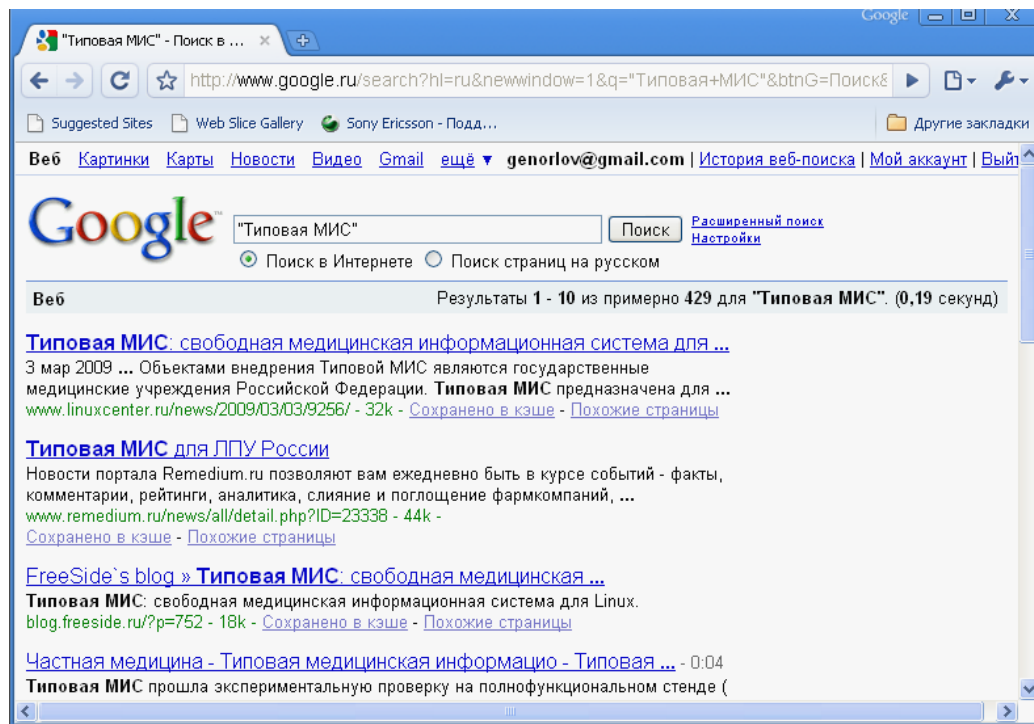 Google
"Типовая МИС" - Поиск в ...
http://www.google.ru/search?hl=ru&newwindow=1&q="Типовая+МИС"&btnG=Поиск&
Suggested Sites Web Slice Gallery Sony Ericsson - Подд... Другие закладки
Веб Картинки Карты Новости Видео Gmail ещё ▼ genorlov@gmail.com | История веб-поиска | Мой аккаунт |
Google™ "Типовая МИС" Поиск Расширенный поиск
Настройки
Поиск в Интернете Поиск страниц на русском
Веб Результаты 1 - 10 из примерно 429 для "Типовая МИС". (0,19 секунд)
Типовая МИС: свободная медицинская информационная система для ...
3 мар 2009 ... Объектами внедрения Типовой МИС являются государственные
медицинские учреждения Российской Федерации. Типовая МИС предназначена для ...
www.linuxcenter.ru/news/2009/03/03/9256/ - 32k - Сохранено в кэше - Похожие страницы
Типовая МИС для ЛПУ России
Новости портала Remedium.ru позволяют вам ежедневно быть в курсе событий - факты,
комментарии, рейтинги, аналитика, слияние и поглощение фармкомпаний, ...
www.remedium.ru/news/all/detail.php?ID=23338 - 44k -
Сохранено в кэше - Похожие страницы
FreeSide`s blog » Типовая МИС: свободная медицинская ...
Типовая МИС: свободная медицинская информационная система для Linux.
blog.freeside.ru/?p=752 - 18k - Сохранено в кэше - Похожие страницы
Частная медицина - Типовая медицинская информацио - Типовая ... - 0:04
Типовая МИС прошла экспериментальную проверку на полнофункциональном стенде (